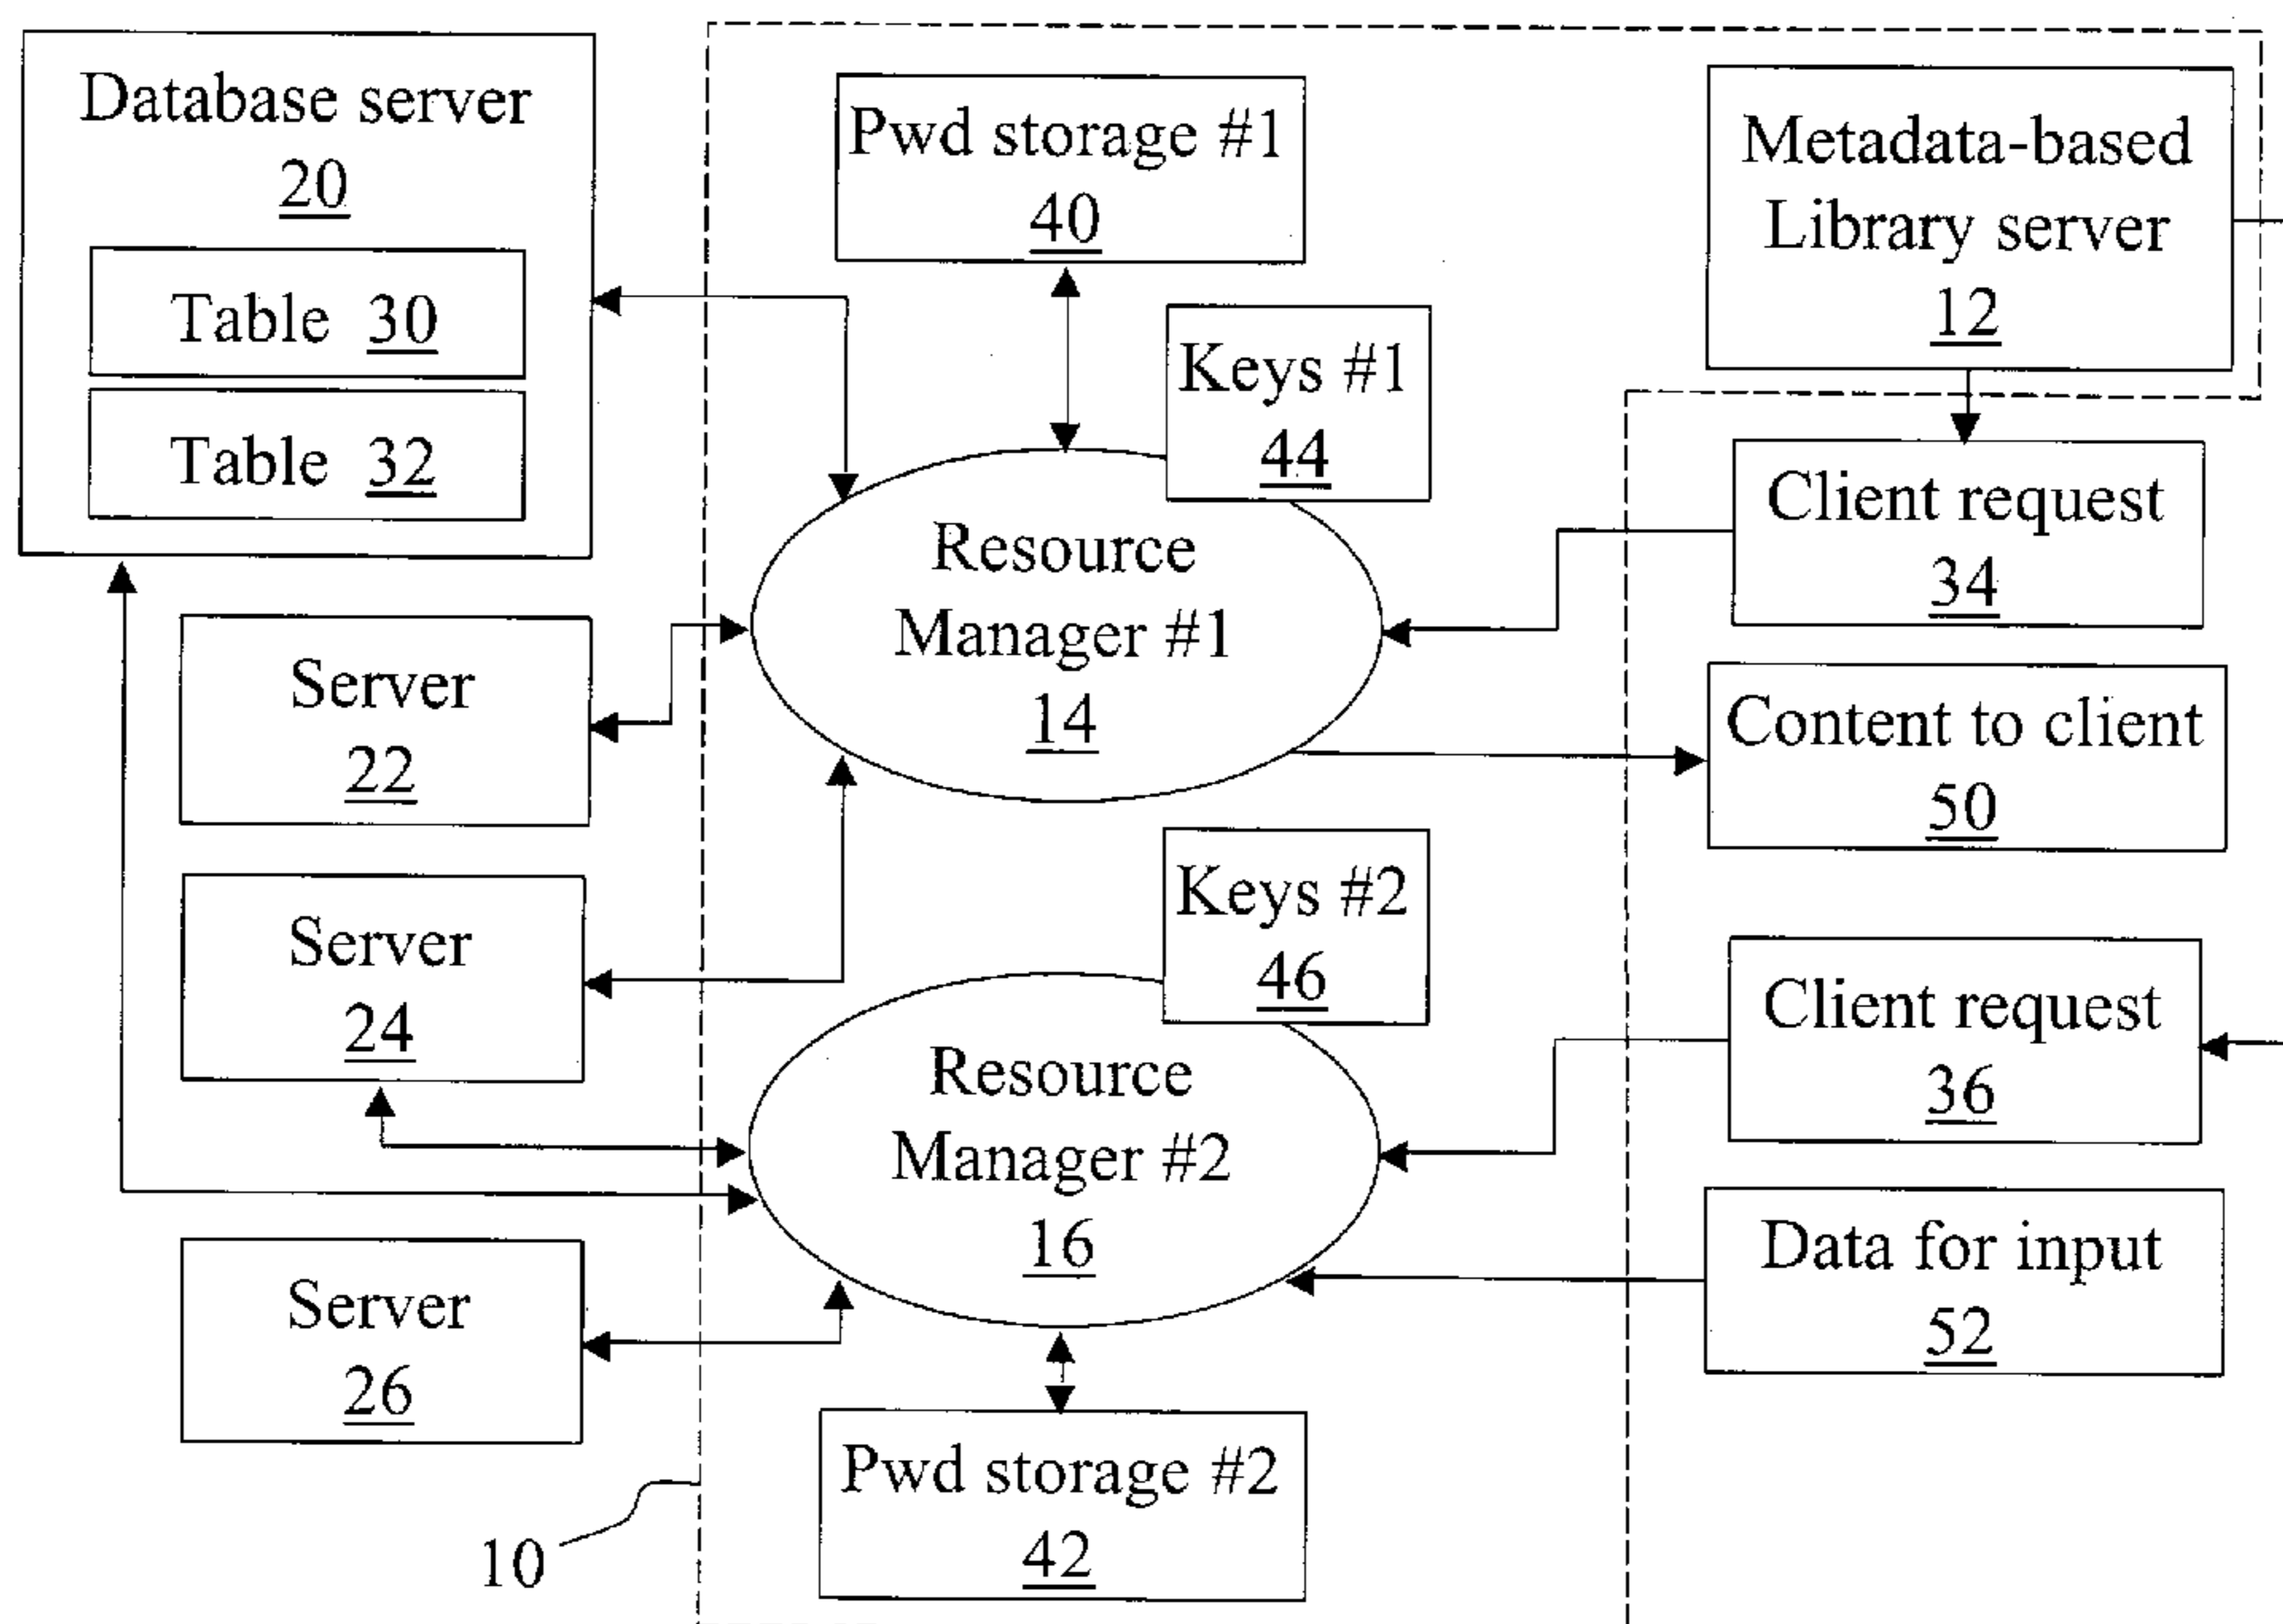 Database server
20
Table 30
Table 32
Pwd storage #1
40
Keys #1
44
Metadata-based
Library server
12
Resource
Manager #1
14
Client request
34
Server
22
Content to client
50
Server
24
Keys #2
46
Resource
Manager #2
16
Client request
36
Data for input
52
Server
26
Pwd storage #2
42
10